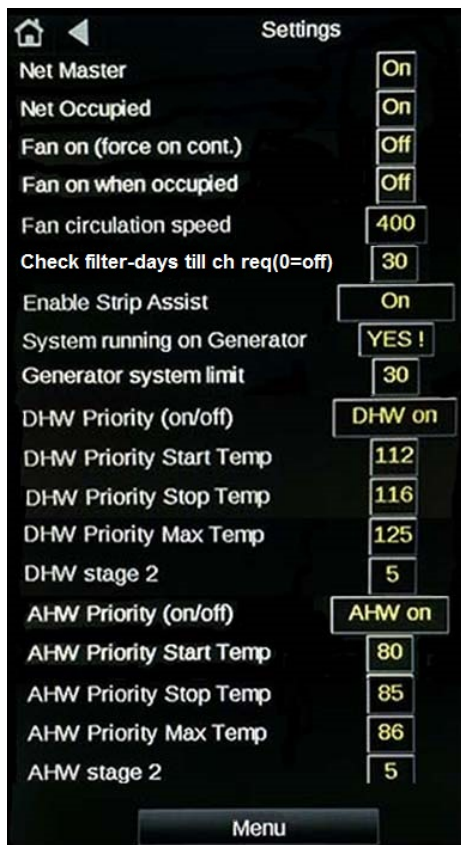 Settings
Net Master On
Net Occupied On
Fan on (force on cont.) Off
Fan on when occupied Off
Fan circulation speed 400
Check filter-days till ch req(0=off) 30
Enable Strip Assist On
System running on Generator YES !
Generator system limit 30
DHW Priority (on/off) DHW on
DHW Priority Start Temp 112
DHW Priority Stop Temp 116
DHW Priority Max Temp 125
DHW stage 2 5
AHW Priority (on/off) AHW on
AHW Priority Start Temp 80
AHW Priority Stop Temp 85
AHW Priority Max Temp 86
AHW stage 2 5
Menu